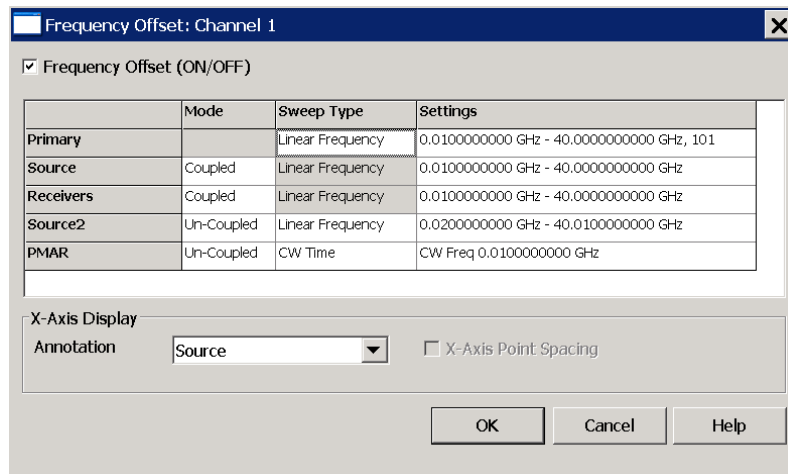 Frequency Offset: Channel 1
Frequency Offset (ON/OFF)
Mode Sweep Type Settings
Primary Linear Frequency 0.0100000000 GHz - 40.0000000000 GHz, 101
Source Coupled Linear Frequency 0.0100000000 GHz - 40.0000000000 GHz
Receivers Coupled Linear Frequency 0.0100000000 GHz - 40.0000000000 GHz
Source2 Un-Coupled Linear Frequency 0.0200000000 GHz - 40.0100000000 GHz
PMAR Un-Coupled CW Time CW Freq 0.0100000000 GHz
X-Axis Display
Annotation Source X-Axis Point Spacing
OK Cancel Help